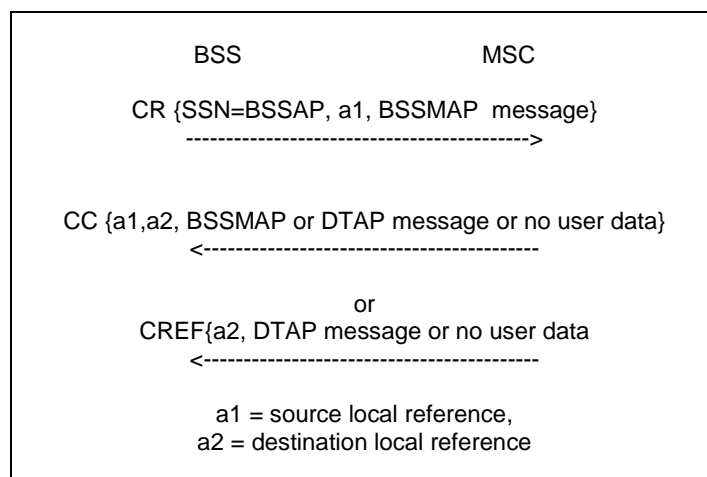 BSS MSC
CR {SSN=BSSAP, a1, BSSMAP message}
------------------------------------------>
CC {a1,a2, BSSMAP or DTAP message or no user data}
<------------------------------------------
or
CREF{a2, DTAP message or no user data
<------------------------------------------
a1 = source local reference,
a2 = destination local reference